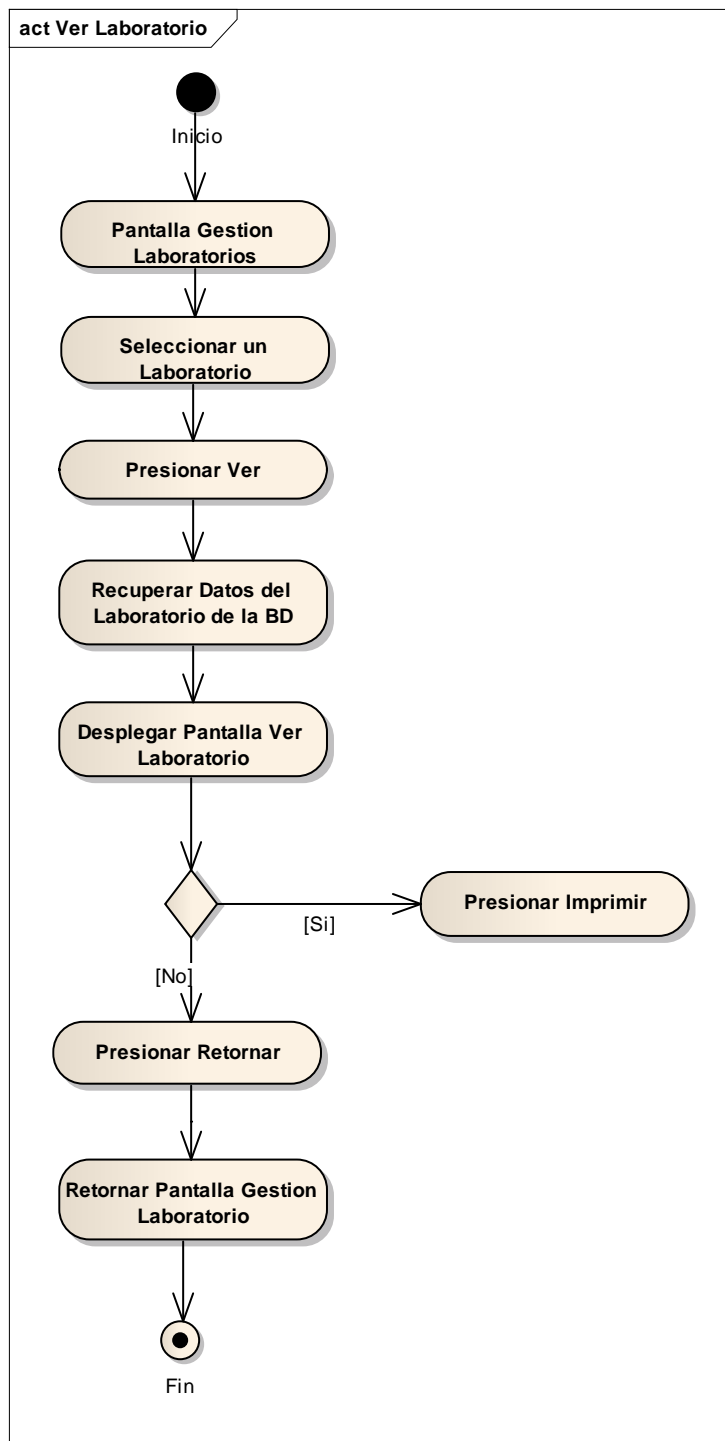 act Ver Laboratorio
Inicio
Pantalla Gestion
Laboratorios
Seleccionar un
Laboratorio
Presionar Ver
Recuperar Datos del
Laboratorio de la BD
Desplegar Pantalla Ver
Laboratorio
Presionar Imprimir
[Si]
[No]
Presionar Retornar
Retornar Pantalla Gestion
Laboratorio
Fin